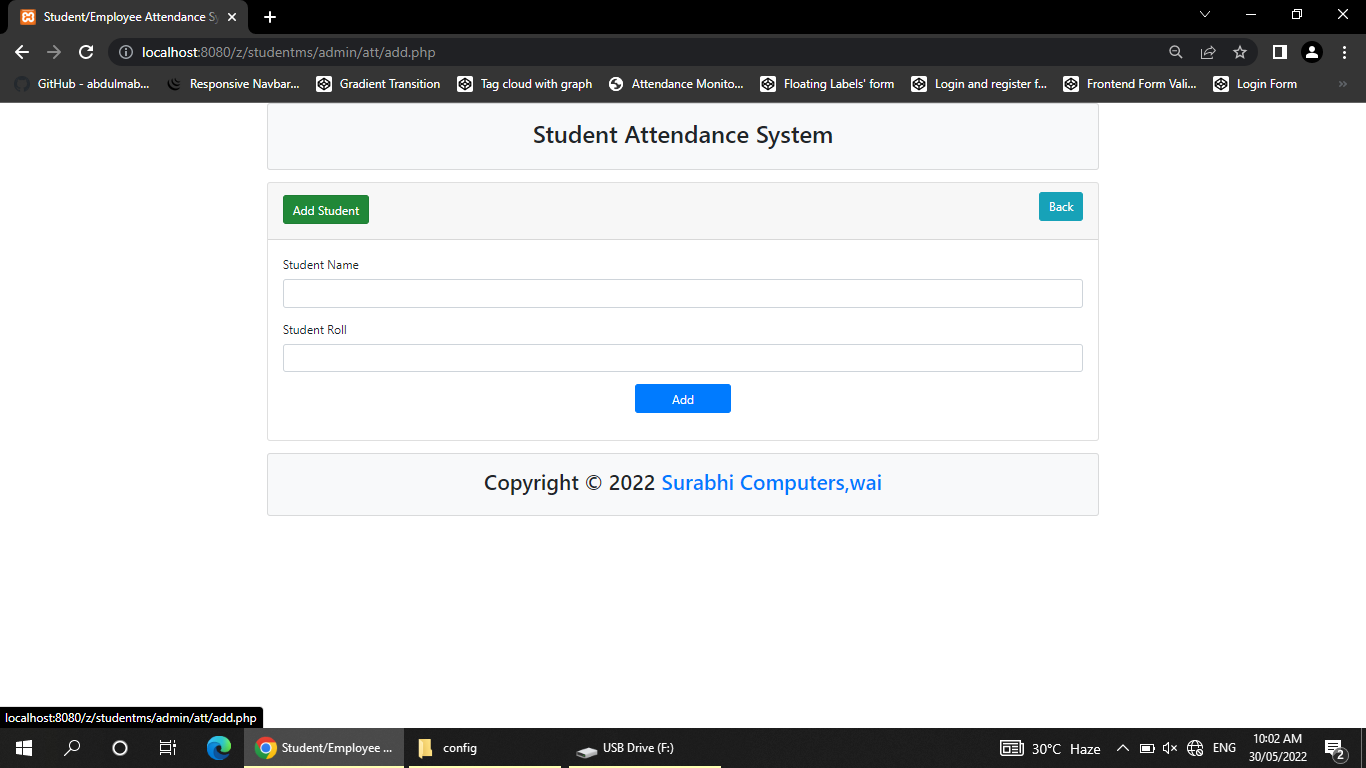 Student/Employee Attendance Sy
localhost:8080/z/studentms/admin/att/add.php
GitHub - abdulmab... Responsive Navbar... Gradient Transition Tag cloud with graph Attendance Monito... Floating Labels' form Login and register f... Frontend Form Vali... Login Form
Student Attendance System
Add Student Back
Student Name
Student Roll
Add
Copyright © 2022 Surabhi Computers,wai
localhost:8080/z/studentms/admin/att/add.php
Student/Employee ... config USB Drive (F:) 30°C Haze ENG 10:02 AM
30/05/2022 2